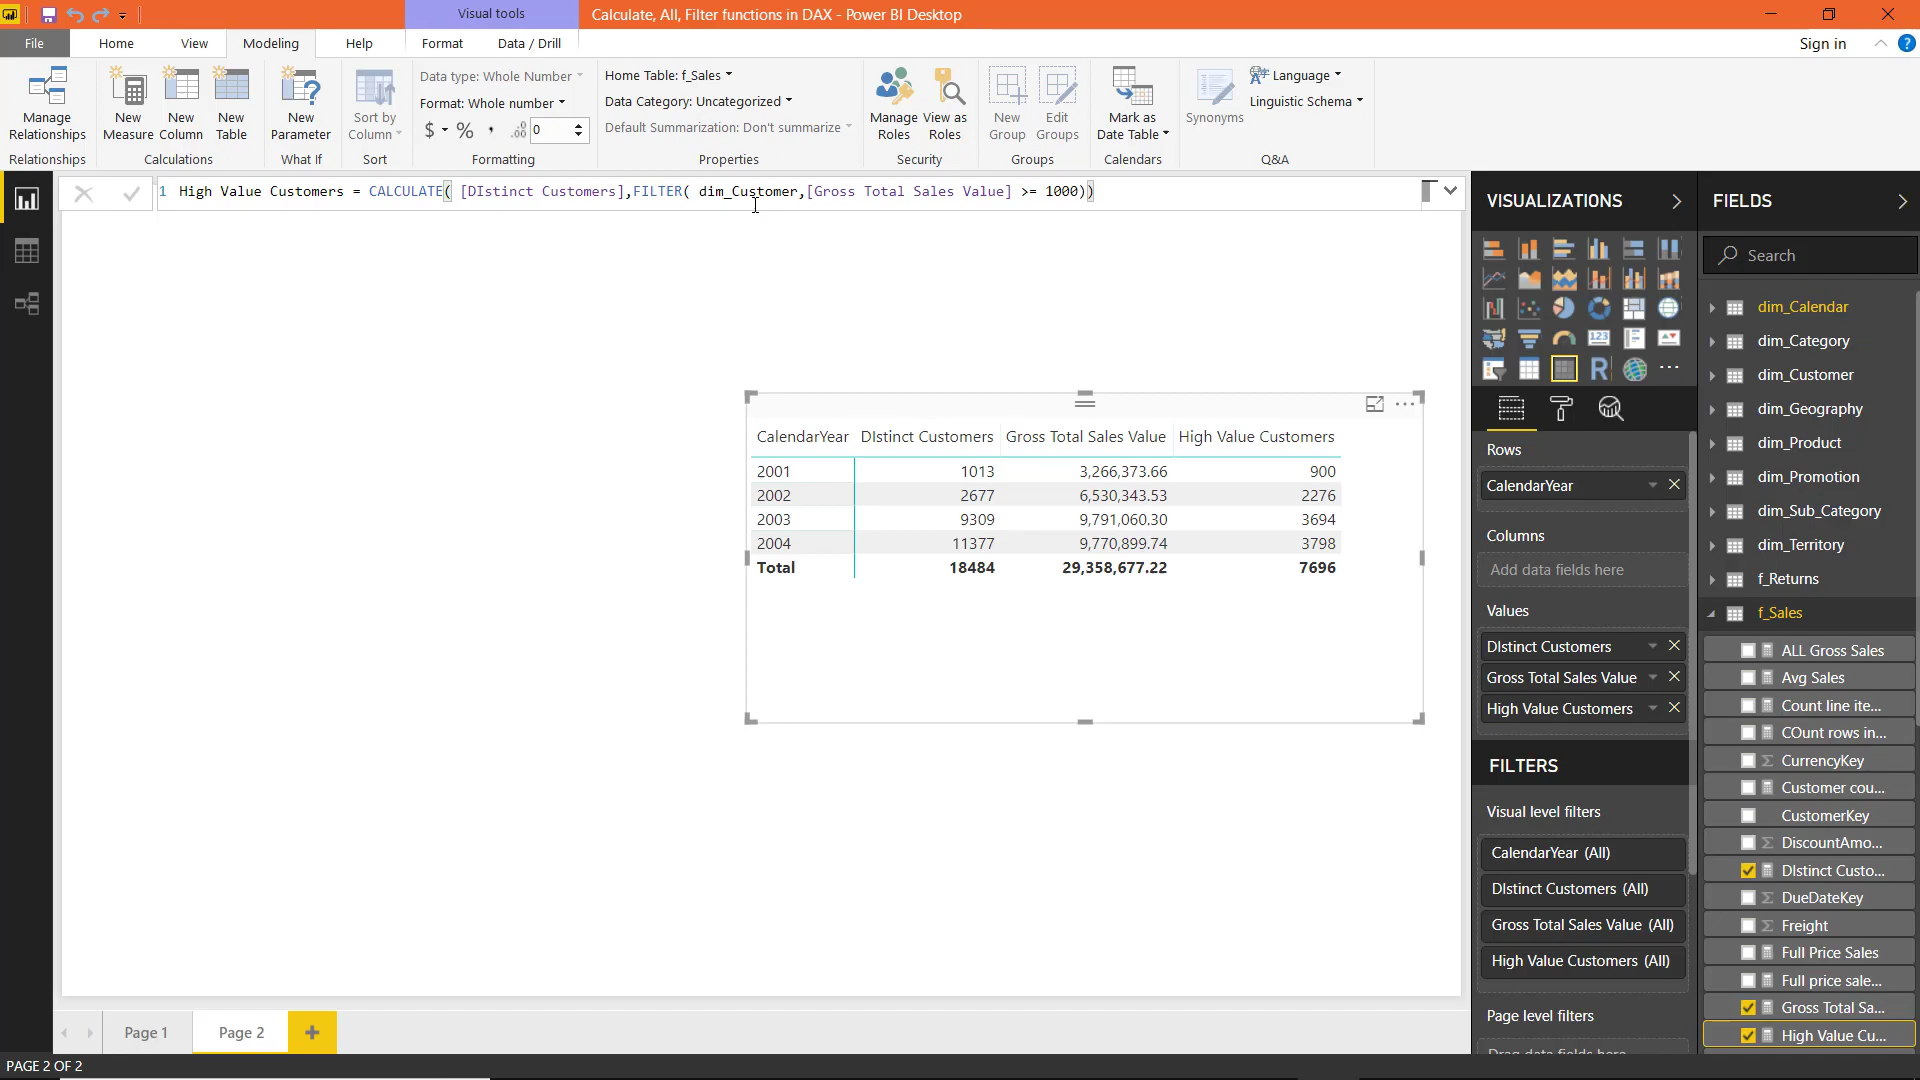 Visual tools
Calculate, All, Filter functions in DAX - Power BI Desktop
File
Home
View
Modeling
Help
Format
Data / Drill
Sign in
?
Manage
Relationships
Relationships
New
Measure
New
Column
New
Table
Calculations
New
Parameter
What If
Sort by
Column
Sort
Data type: Whole Number
Format: Whole number
$ % , .00 0
Formatting
Home Table: f_Sales
Data Category: Uncategorized
Default Summarization: Don't summarize
Properties
Manage
Roles
View as
Roles
Security
New
Group
Edit
Groups
Groups
Mark as
Date Table
Calendars
Synonyms
Language
Linguistic Schema
Q&A
1 High Value Customers = CALCULATE( [DIstinct Customers],FILTER( dim_Customer,[Gross Total Sales Value] >= 1000))
CalendarYear DIstinct Customers Gross Total Sales Value High Value Customers
2001 1013 3,266,373.66 900
2002 2677 6,530,343.53 2276
2003 9309 9,791,060.30 3694
2004 11377 9,770,899.74 3798
Total 18484 29,358,677.22 7696
VISUALIZATIONS
123
R
Rows
CalendarYear
Columns
Add data fields here
Values
DIstinct Customers
Gross Total Sales Value
High Value Customers
FILTERS
Visual level filters
CalendarYear (All)
DIstinct Customers (All)
Gross Total Sales Value (All)
High Value Customers (All)
Page level filters
Drag data fields here
FIELDS
Search
dim_Calendar
dim_Category
dim_Customer
dim_Geography
dim_Product
dim_Promotion
dim_Sub_Category
dim_Territory
f_Returns
f_Sales
ALL Gross Sales
Avg Sales
Count line ite...
COunt rows in...
CurrencyKey
Customer cou...
CustomerKey
DiscountAmo...
DIstinct Custo...
DueDateKey
Freight
Full Price Sales
Full price sale...
Gross Total Sa...
High Value Cu...
Page 1
Page 2
PAGE 2 OF 2